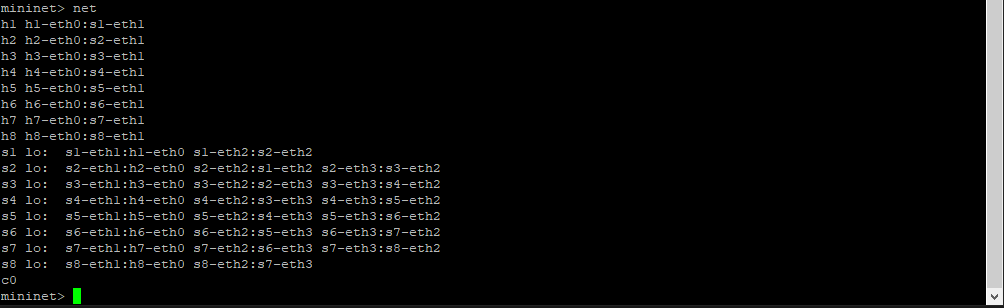 mininet> net
h1 h1-eth0:s1-eth1
h2 h2-eth0:s2-eth1
h3 h3-eth0:s3-eth1
h4 h4-eth0:s4-eth1
h5 h5-eth0:s5-eth1
h6 h6-eth0:s6-eth1
h7 h7-eth0:s7-eth1
h8 h8-eth0:s8-eth1
s1 lo:  s1-eth1:h1-eth0 s1-eth2:s2-eth2
s2 lo:  s2-eth1:h2-eth0 s2-eth2:s1-eth2 s2-eth3:s3-eth2
s3 lo:  s3-eth1:h3-eth0 s3-eth2:s2-eth3 s3-eth3:s4-eth2
s4 lo:  s4-eth1:h4-eth0 s4-eth2:s3-eth3 s4-eth3:s5-eth2
s5 lo:  s5-eth1:h5-eth0 s5-eth2:s4-eth3 s5-eth3:s6-eth2
s6 lo:  s6-eth1:h6-eth0 s6-eth2:s5-eth3 s6-eth3:s7-eth2
s7 lo:  s7-eth1:h7-eth0 s7-eth2:s6-eth3 s7-eth3:s8-eth2
s8 lo:  s8-eth1:h8-eth0 s8-eth2:s7-eth3
c0
mininet>